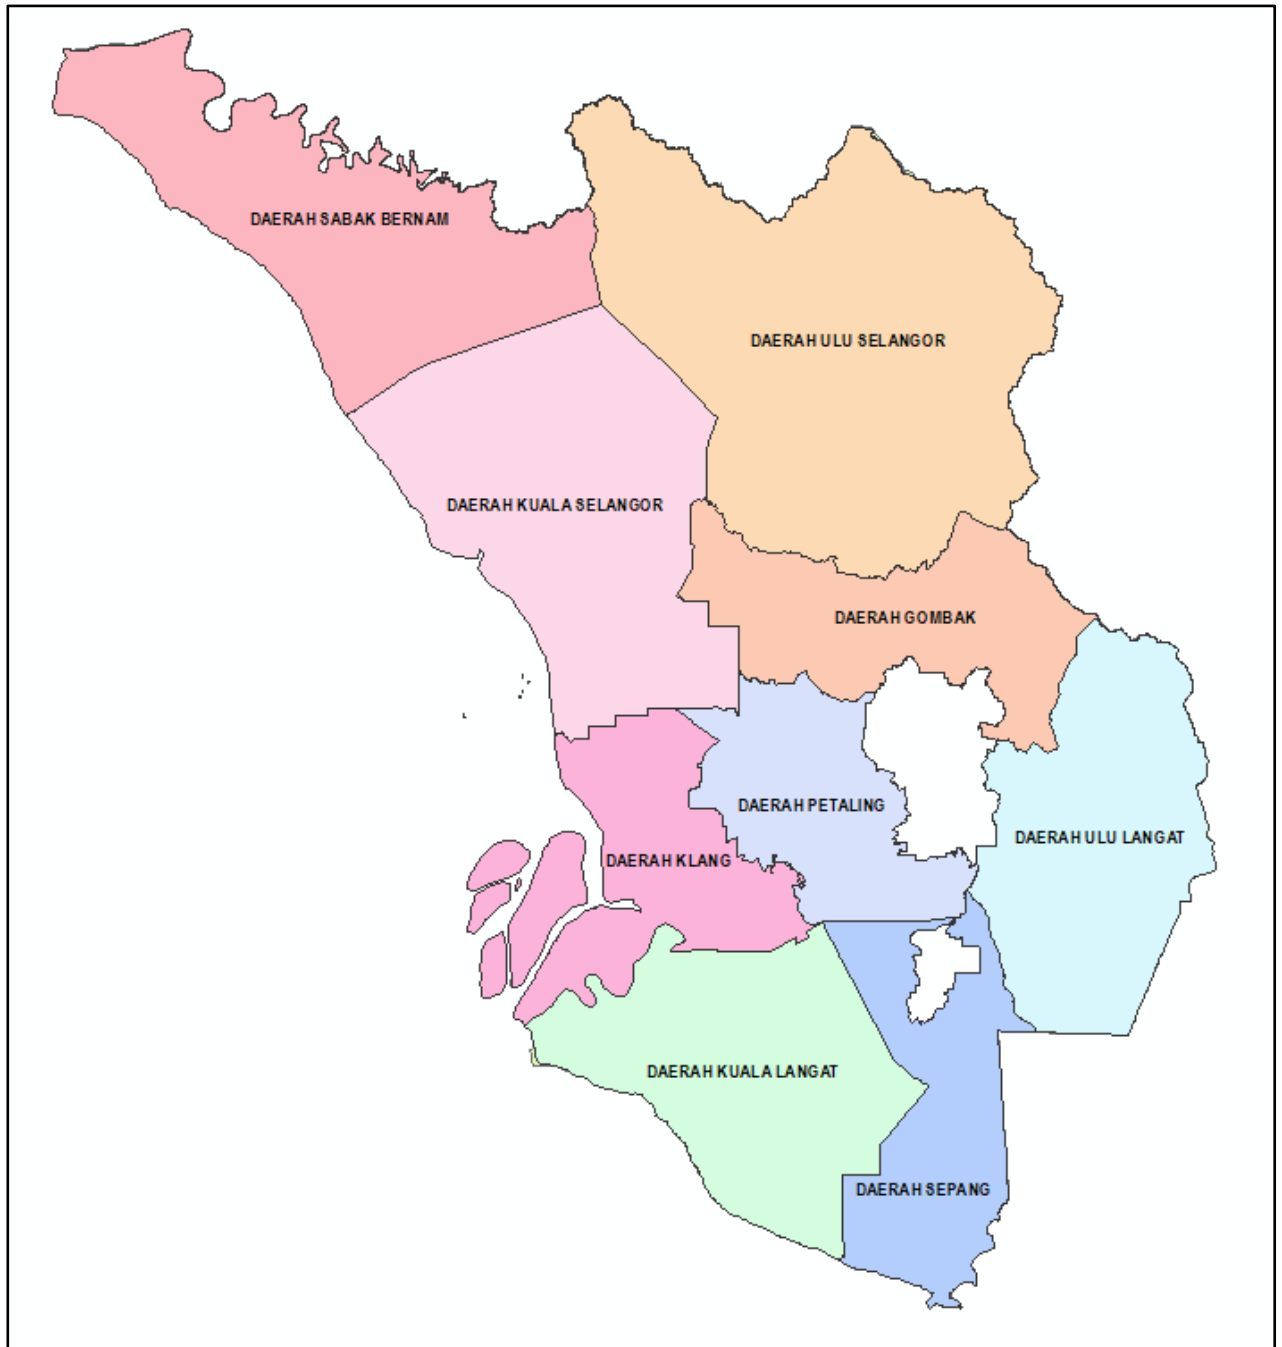 DAERAH SABAK BERNAM
DAERAH ULU SELANGOR
DAERAH KUALA SELANGOR
DAERAH GOMBAK
DAERAH PETALING
DAERAH ULU LANGAT
DAERAH KLANG
DAERAH KUALA LANGAT
DAERAH SEPANG